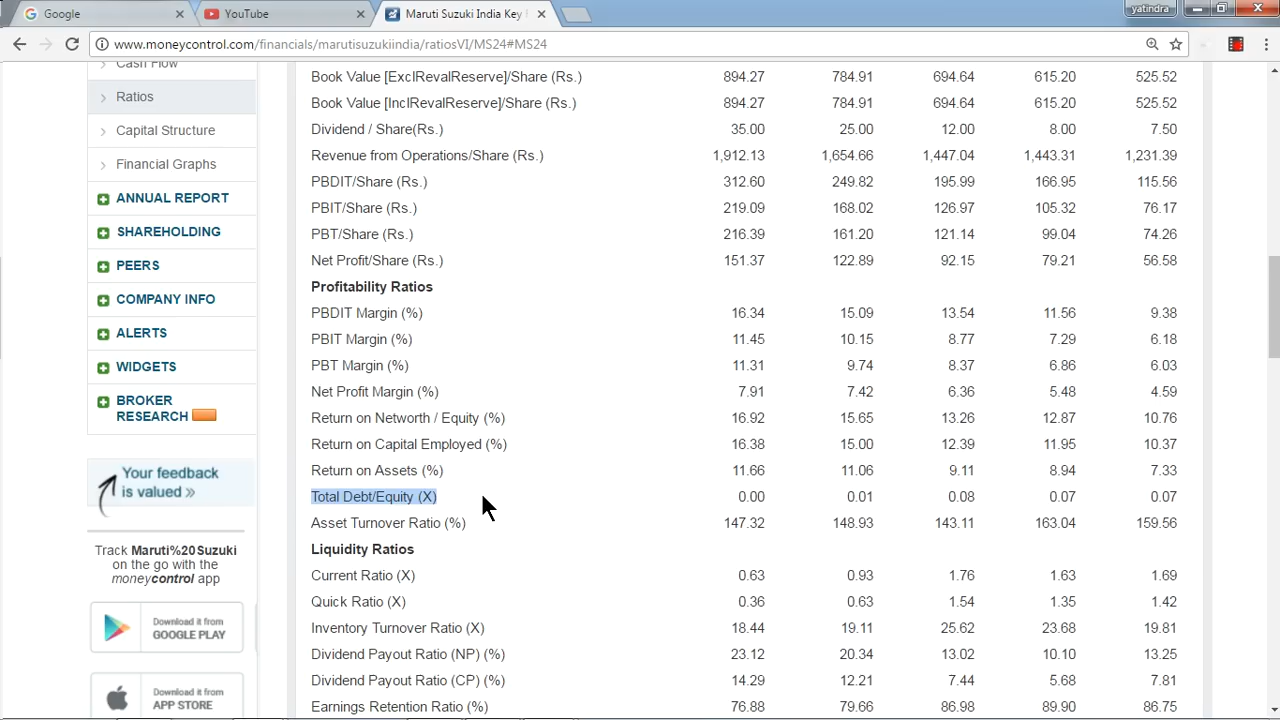 Google
YouTube
Maruti Suzuki India Key
yatindra
www.moneycontrol.com/financials/marutisuzukiindia/ratiosVI/MS24#MS24
Cash Flow
Ratios
Capital Structure
Financial Graphs
ANNUAL REPORT
SHAREHOLDING
PEERS
COMPANY INFO
ALERTS
WIDGETS
BROKER
RESEARCH
Your feedback
is valued »
Track Maruti%20Suzuki
on the go with the
moneycontrol app
Download it from
GOOGLE PLAY
Download it from
APP STORE
Book Value [ExclRevalReserve]/Share (Rs.) 894.27 784.91 694.64 615.20 525.52
Book Value [InclRevalReserve]/Share (Rs.) 894.27 784.91 694.64 615.20 525.52
Dividend / Share(Rs.) 35.00 25.00 12.00 8.00 7.50
Revenue from Operations/Share (Rs.) 1,912.13 1,654.66 1,447.04 1,443.31 1,231.39
PBDIT/Share (Rs.) 312.60 249.82 195.99 166.95 115.56
PBIT/Share (Rs.) 219.09 168.02 126.97 105.32 76.17
PBT/Share (Rs.) 216.39 161.20 121.14 99.04 74.26
Net Profit/Share (Rs.) 151.37 122.89 92.15 79.21 56.58
Profitability Ratios
PBDIT Margin (%) 16.34 15.09 13.54 11.56 9.38
PBIT Margin (%) 11.45 10.15 8.77 7.29 6.18
PBT Margin (%) 11.31 9.74 8.37 6.86 6.03
Net Profit Margin (%) 7.91 7.42 6.36 5.48 4.59
Return on Networth / Equity (%) 16.92 15.65 13.26 12.87 10.76
Return on Capital Employed (%) 16.38 15.00 12.39 11.95 10.37
Return on Assets (%) 11.66 11.06 9.11 8.94 7.33
Total Debt/Equity (X) 0.00 0.01 0.08 0.07 0.07
Asset Turnover Ratio (%) 147.32 148.93 143.11 163.04 159.56
Liquidity Ratios
Current Ratio (X) 0.63 0.93 1.76 1.63 1.69
Quick Ratio (X) 0.36 0.63 1.54 1.35 1.42
Inventory Turnover Ratio (X) 18.44 19.11 25.62 23.68 19.81
Dividend Payout Ratio (NP) (%) 23.12 20.34 13.02 10.10 13.25
Dividend Payout Ratio (CP) (%) 14.29 12.21 7.44 5.68 7.81
Earnings Retention Ratio (%) 76.88 79.66 86.98 89.90 86.75